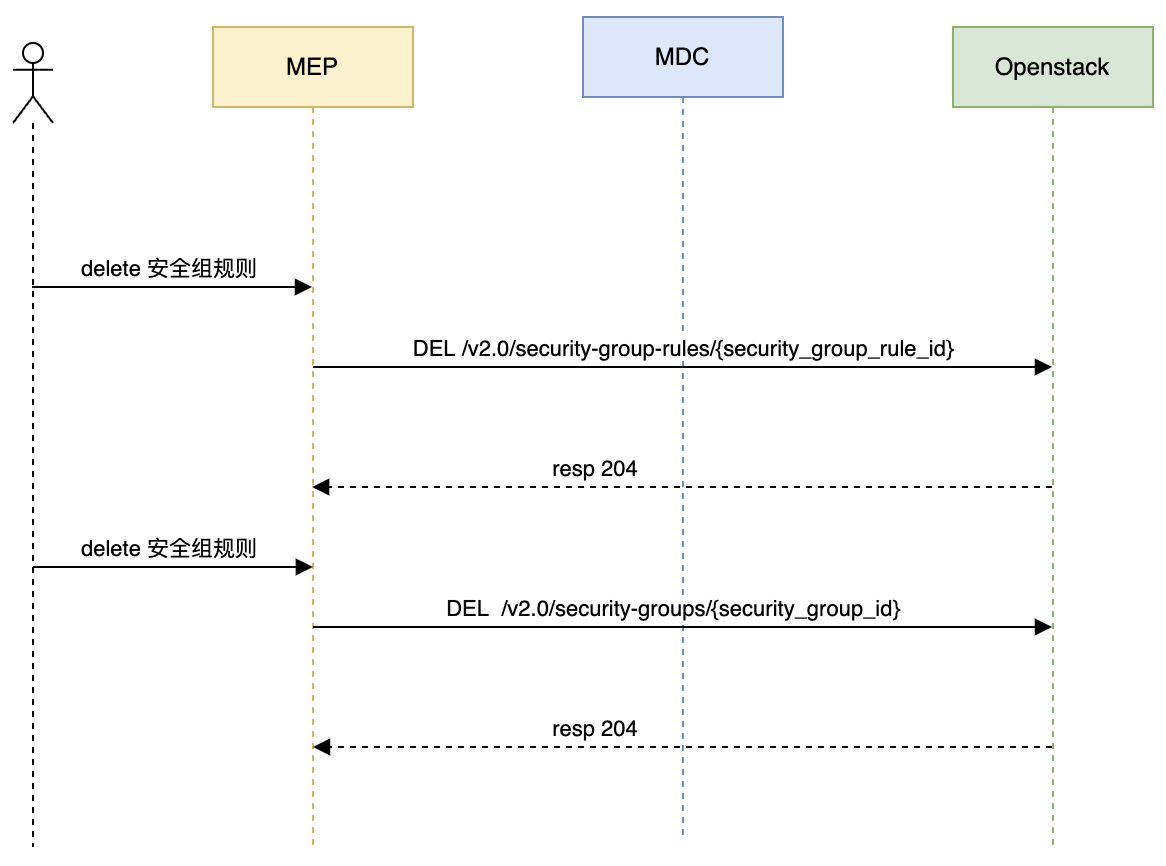 MEP
MDC
Openstack
delete 安全组规则
DEL /v2.0/security-group-rules/{security_group_rule_id}
resp 204
delete 安全组规则
DEL  /v2.0/security-groups/{security_group_id}
resp 204